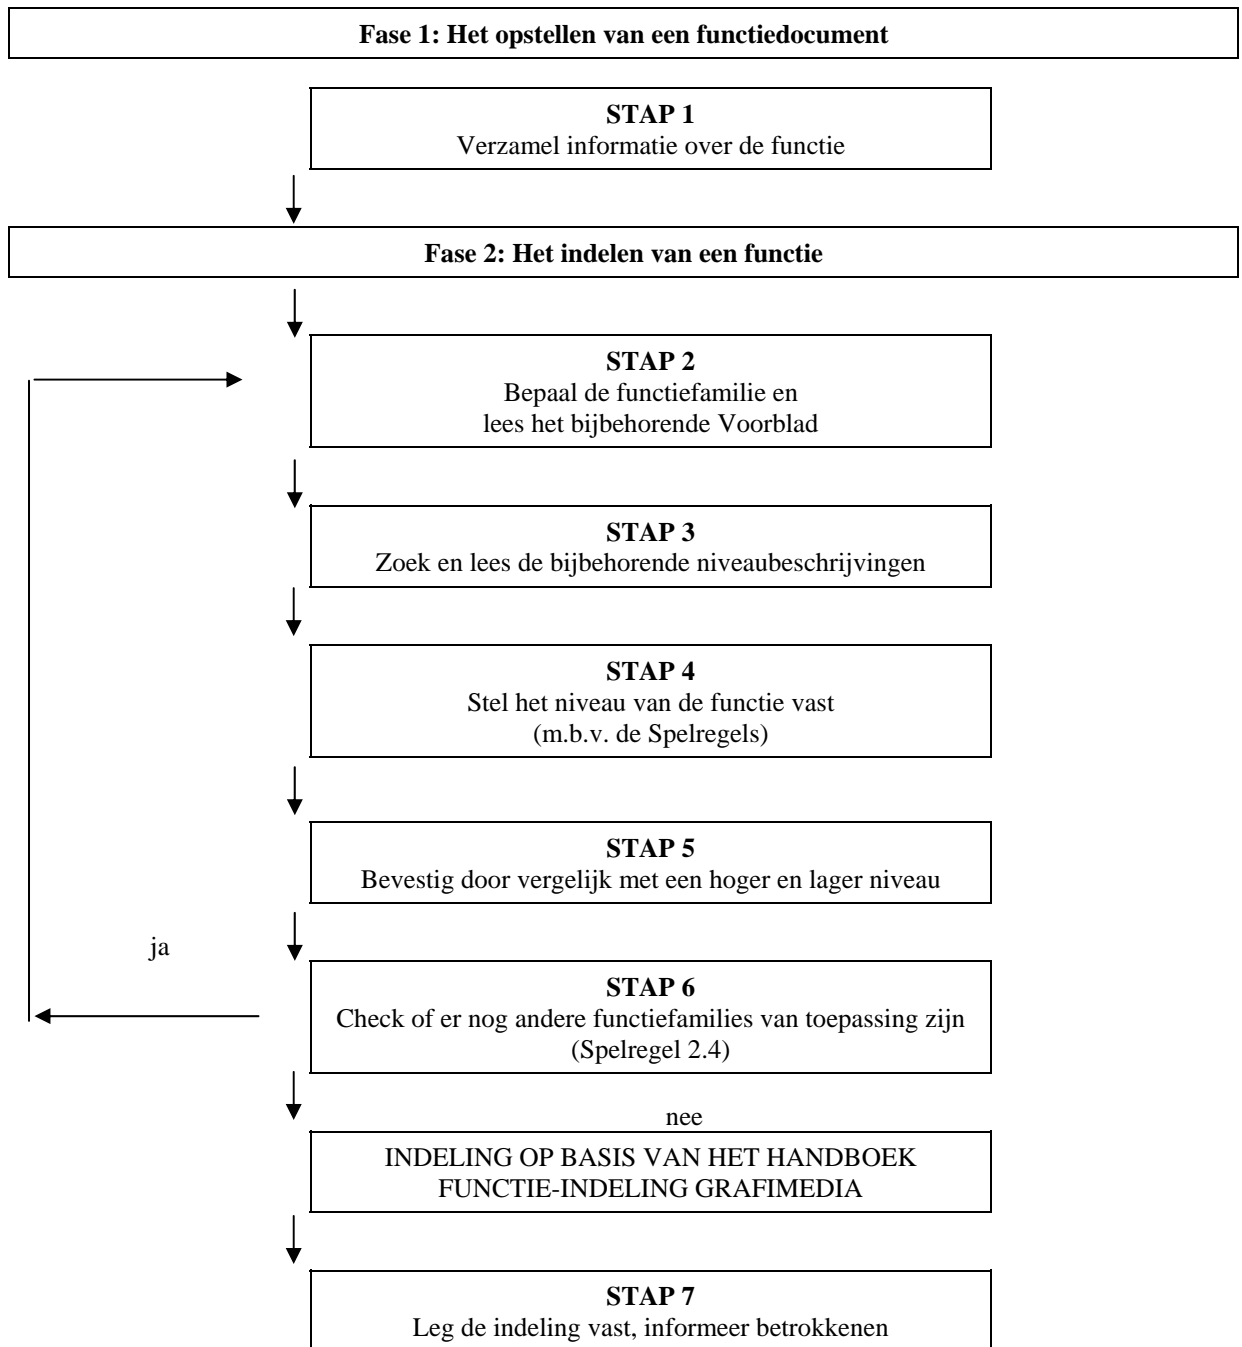 Fase 1: Het opstellen van een functiedocument
STAP 1
Verzamel informatie over de functie
Fase 2: Het indelen van een functie
STAP 2
Bepaal de functiefamilie en
lees het bijbehorende Voorblad
STAP 3
Zoek en lees de bijbehorende niveaubeschrijvingen
STAP 4
Stel het niveau van de functie vast
(m.b.v. de Spelregels)
STAP 5
Bevestig door vergelijk met een hoger en lager niveau
ja
STAP 6
Check of er nog andere functiefamilies van toepassing zijn
(Spelregel 2.4)
nee
INDELING OP BASIS VAN HET HANDBOEK
FUNCTIE-INDELING GRAFIMEDIA
STAP 7
Leg de indeling vast, informeer betrokkenen